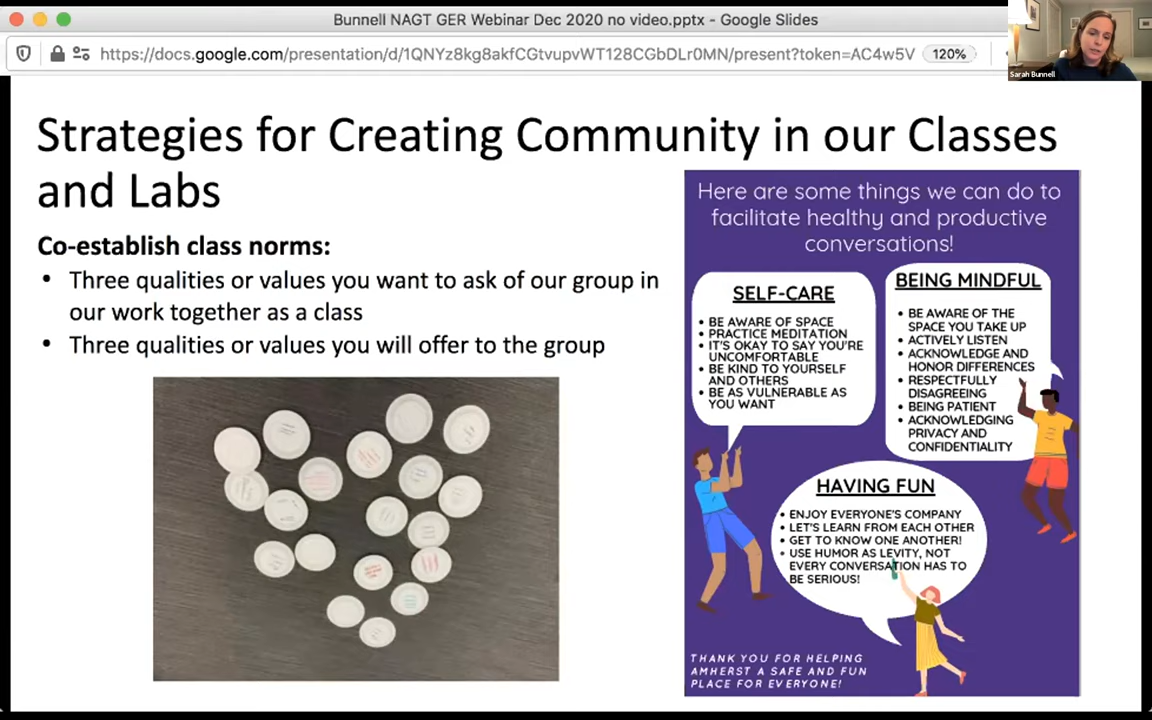 Bunnell NAGT GER Webinar Dec 2020 no video.pptx - Google Slides
https://docs.google.com/presentation/d/1QNYz8kg8akfCGtvupvWT128CGbDLr0MN/present?token=AC4w5V
120%
Sarah Bunnell
Strategies for Creating Community in our Classes
and Labs
Co-establish class norms:
• Three qualities or values you want to ask of our group in
our work together as a class
• Three qualities or values you will offer to the group
Here are some things we can do to
facilitate healthy and productive
conversations!
SELF-CARE
• BE AWARE OF SPACE
• PRACTICE MEDITATION
• IT'S OKAY TO SAY YOU'RE
UNCOMFORTABLE
• BE KIND TO YOURSELF
AND OTHERS
• BE AS VULNERABLE AS
YOU WANT
BEING MINDFUL
• BE AWARE OF THE
SPACE YOU TAKE UP
• ACTIVELY LISTEN
• ACKNOWLEDGE AND
HONOR DIFFERENCES
• RESPECTFULLY
DISAGREEING
• BEING PATIENT
• ACKNOWLEDGING
PRIVACY AND
CONFIDENTIALITY
HAVING FUN
• ENJOY EVERYONE'S COMPANY
• LET'S LEARN FROM EACH OTHER
• GET TO KNOW ONE ANOTHER!
• USE HUMOR AS LEVITY, NOT
EVERY CONVERSATION HAS TO
BE SERIOUS!
THANK YOU FOR HELPING
AMHERST A SAFE AND FUN
PLACE FOR EVERYONE!